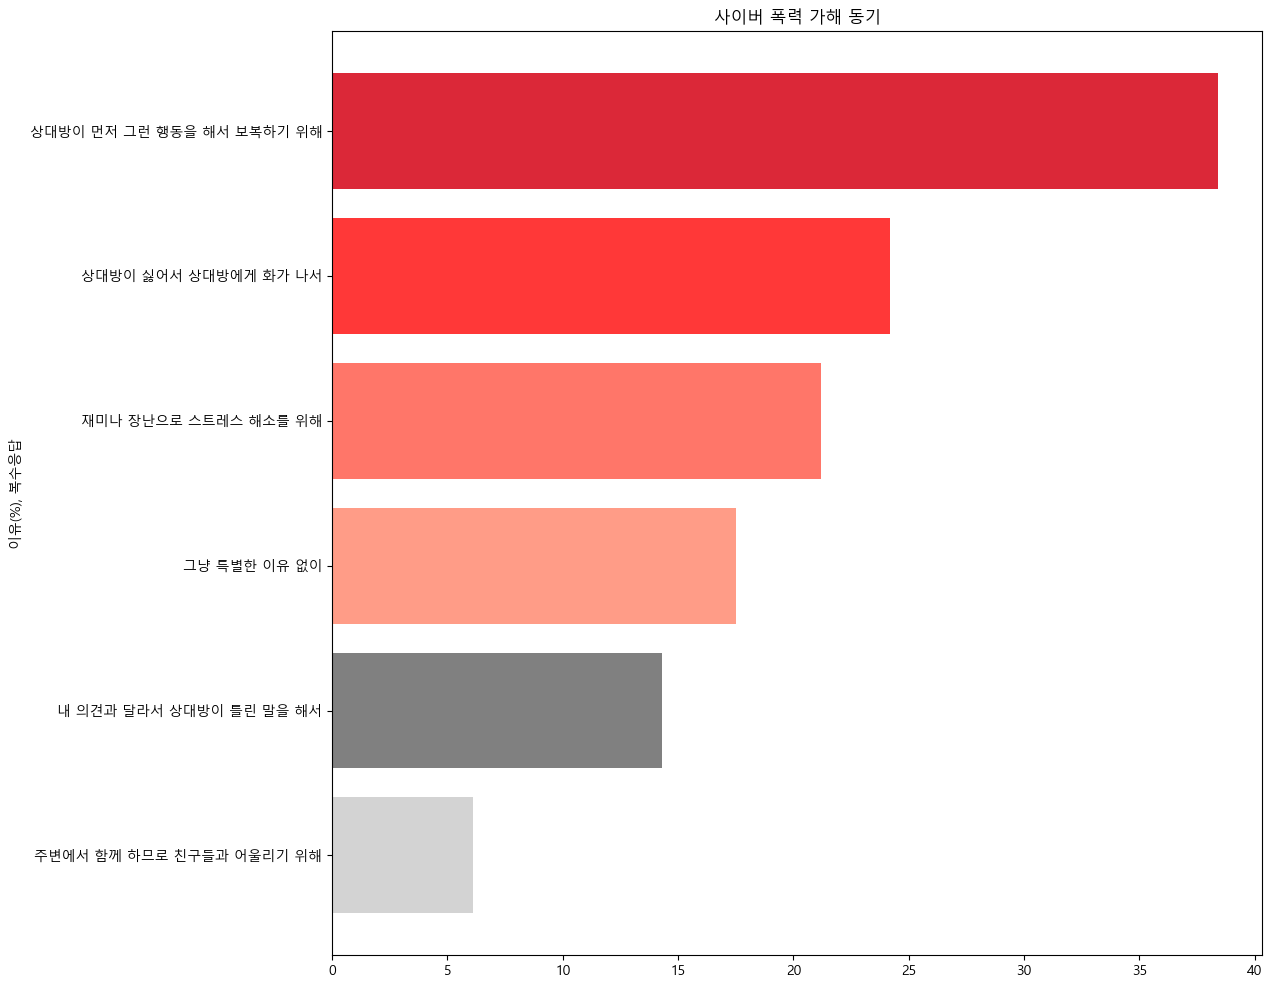 사이버 폭력 가해 동기
상대방이 먼저 그런 행동을 해서 보복하기 위해
상대방이 싫어서 상대방에게 화가 나서
재미나 장난으로 스트레스 해소를 위해
그냥 특별한 이유 없이
내 의견과 달라서 상대방이 틀린 말을 해서
주변에서 함께 하므로 친구들과 어울리기 위해
이유(%), 복수응답
0 5 10 15 20 25 30 35 40